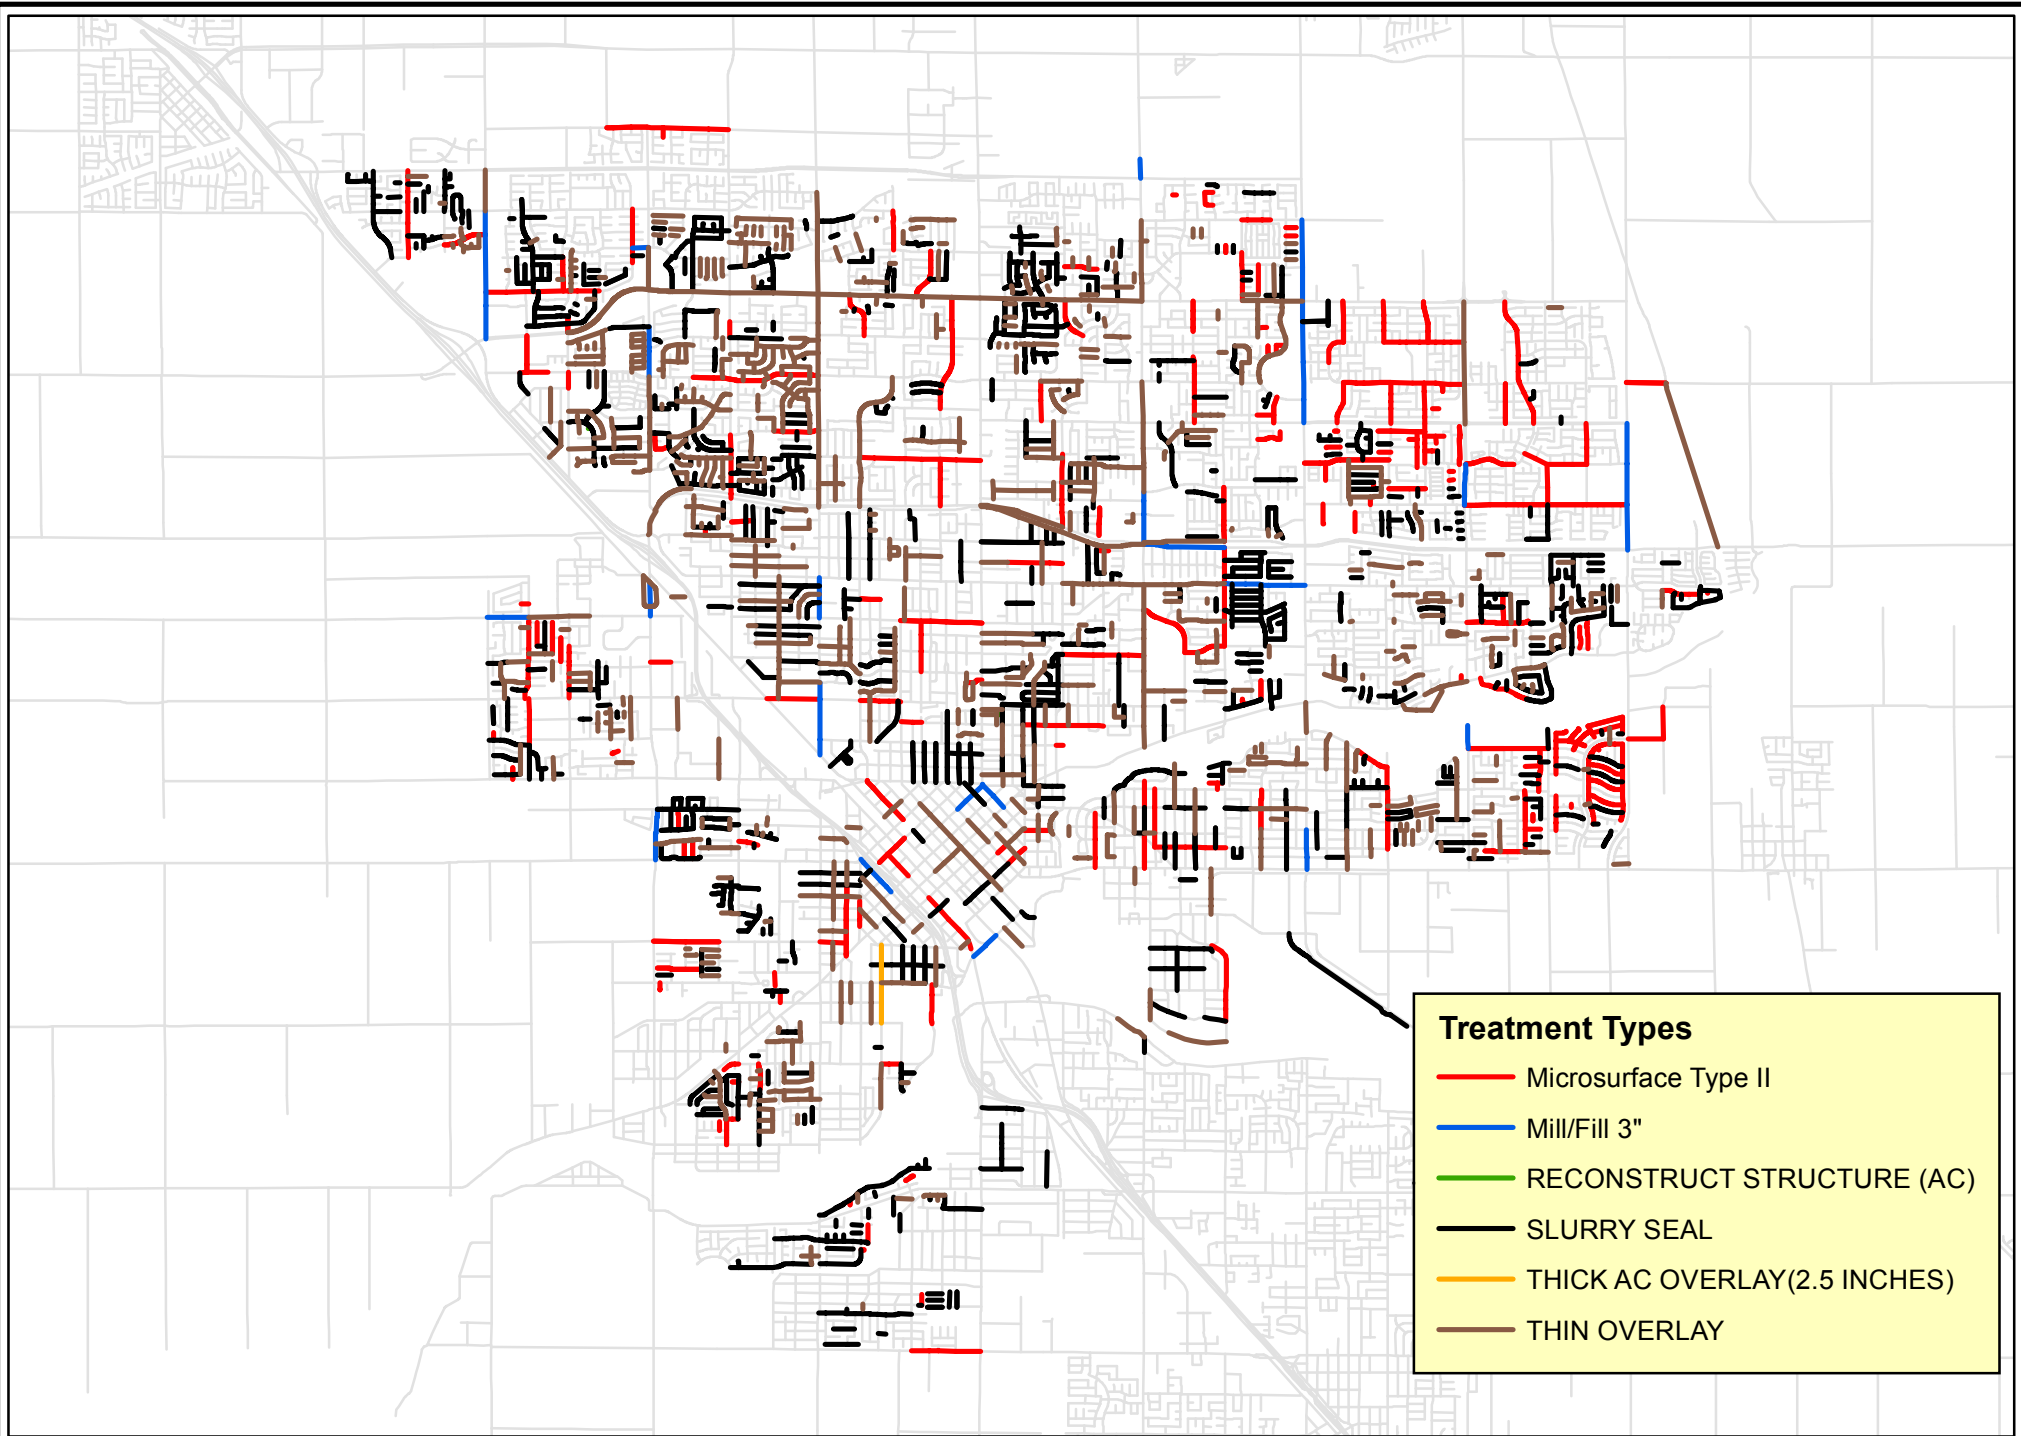 Treatment Types
Microsurface Type II
Mill/Fill 3"
RECONSTRUCT STRUCTURE (AC)
SLURRY SEAL
THICK AC OVERLAY(2.5 INCHES)
THIN OVERLAY